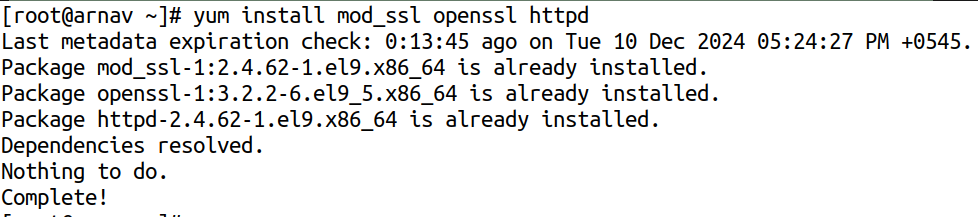 [root@arnav ~]# yum install mod_ssl openssl httpd
Last metadata expiration check: 0:13:45 ago on Tue 10 Dec 2024 05:24:27 PM +0545.
Package mod_ssl-1:2.4.62-1.el9.x86_64 is already installed.
Package openssl-1:3.2.2-6.el9_5.x86_64 is already installed.
Package httpd-2.4.62-1.el9.x86_64 is already installed.
Dependencies resolved.
Nothing to do.
Complete!